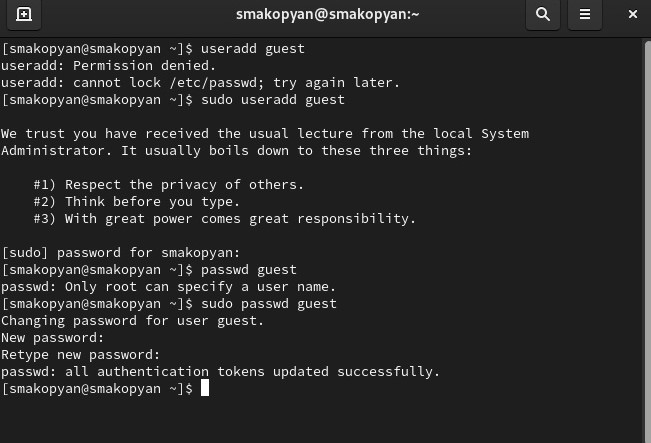 smakopyan@smakopyan:~
[smakopyan@smakopyan ~]$ useradd guest
useradd: Permission denied.
useradd: cannot lock /etc/passwd; try again later.
[smakopyan@smakopyan ~]$ sudo useradd guest

We trust you have received the usual lecture from the local System
Administrator. It usually boils down to these three things:

    #1) Respect the privacy of others.
    #2) Think before you type.
    #3) With great power comes great responsibility.

[sudo] password for smakopyan:
[smakopyan@smakopyan ~]$ passwd guest
passwd: Only root can specify a user name.
[smakopyan@smakopyan ~]$ sudo passwd guest
Changing password for user guest.
New password:
Retype new password:
passwd: all authentication tokens updated successfully.
[smakopyan@smakopyan ~]$